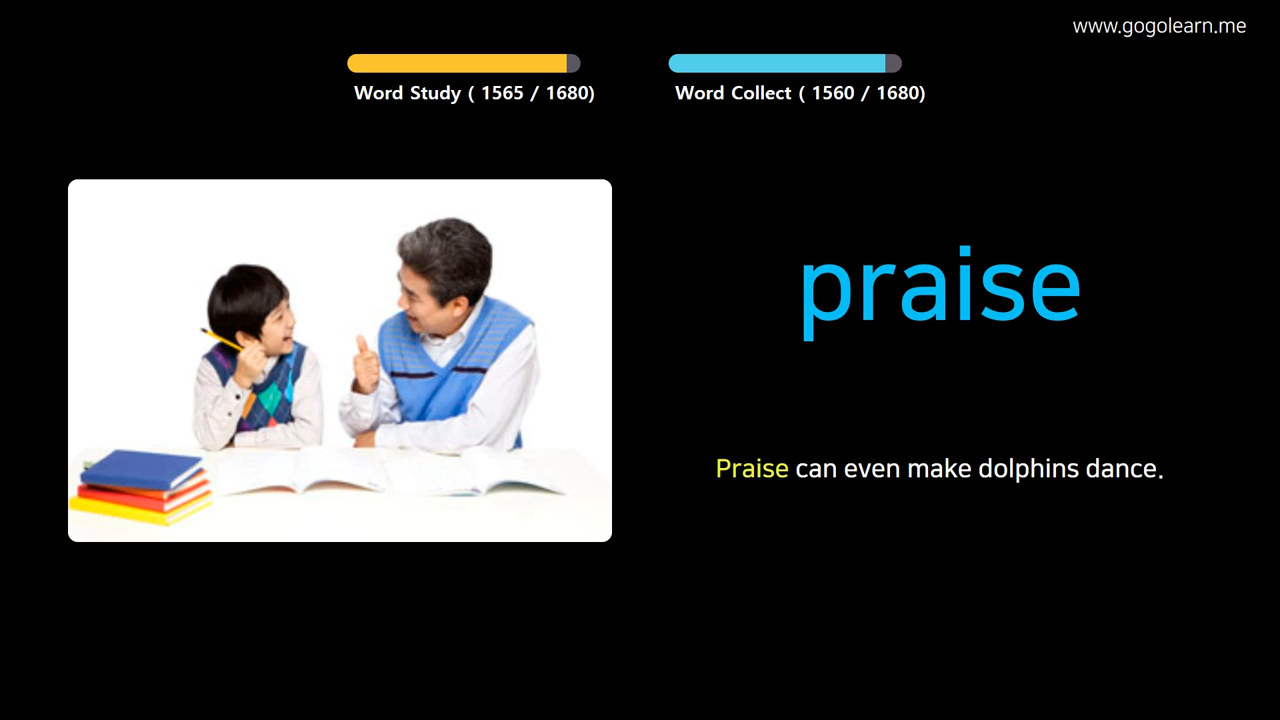 www.gogolearn.me
Word Study ( 1565 / 1680)
Word Collect ( 1560 / 1680)
praise
Praise can even make dolphins dance.